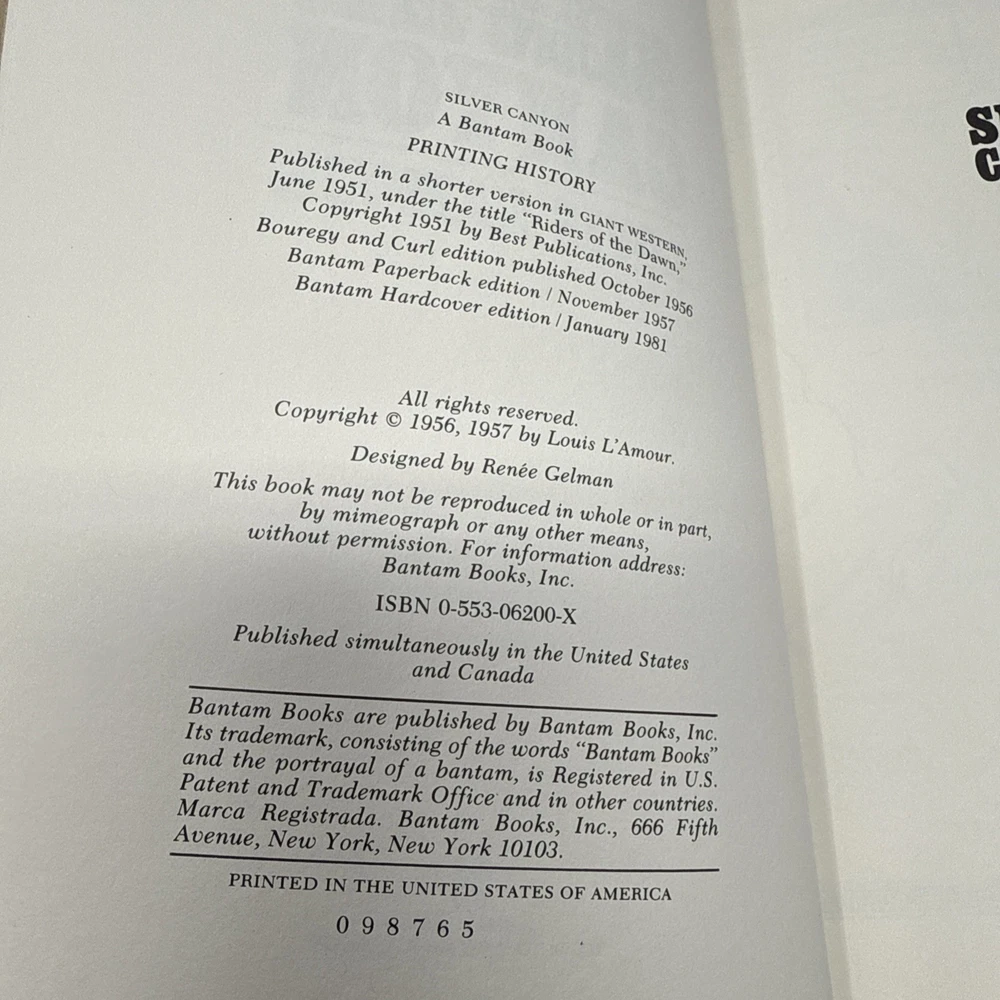 SILVER CANYON
A Bantam Book
PRINTING HISTORY
Published in a shorter version in GIANT WESTERN,
June 1951, under the title “Riders of the Dawn,”
Copyright 1951 by Best Publications, Inc.
Bouregy and Curl edition published October 1956
Bantam Paperback edition / November 1957
Bantam Hardcover edition / January 1981
All rights reserved.
Copyright © 1956, 1957 by Louis L’Amour.
Designed by Renée Gelman
This book may not be reproduced in whole or in part,
by mimeograph or any other means,
without permission. For information address:
Bantam Books, Inc.
ISBN 0-553-06200-X
Published simultaneously in the United States
and Canada
Bantam Books are published by Bantam Books, Inc.
Its trademark, consisting of the words “Bantam Books”
and the portrayal of a bantam, is Registered in U.S.
Patent and Trademark Office and in other countries.
Marca Registrada. Bantam Books, Inc., 666 Fifth
Avenue, New York, New York 10103.
PRINTED IN THE UNITED STATES OF AMERICA
0 9 8 7 6 5